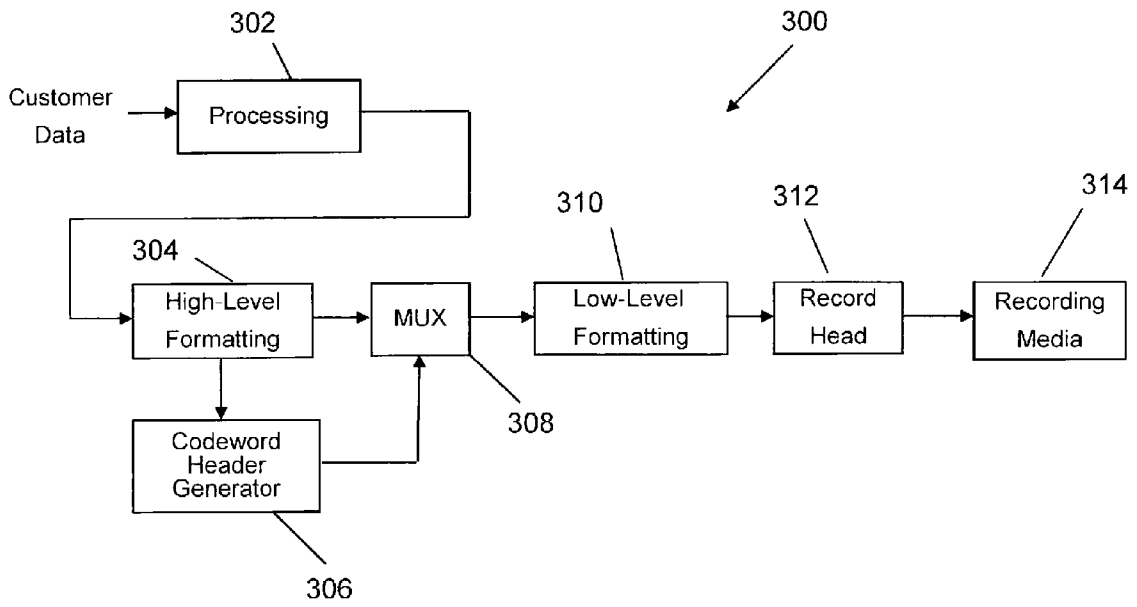 302
300
Customer
Data
Processing
304
310
312
314
High-Level
Formatting
MUX
Low-Level
Formatting
Record
Head
Recording
Media
308
Codeword
Header
Generator
306